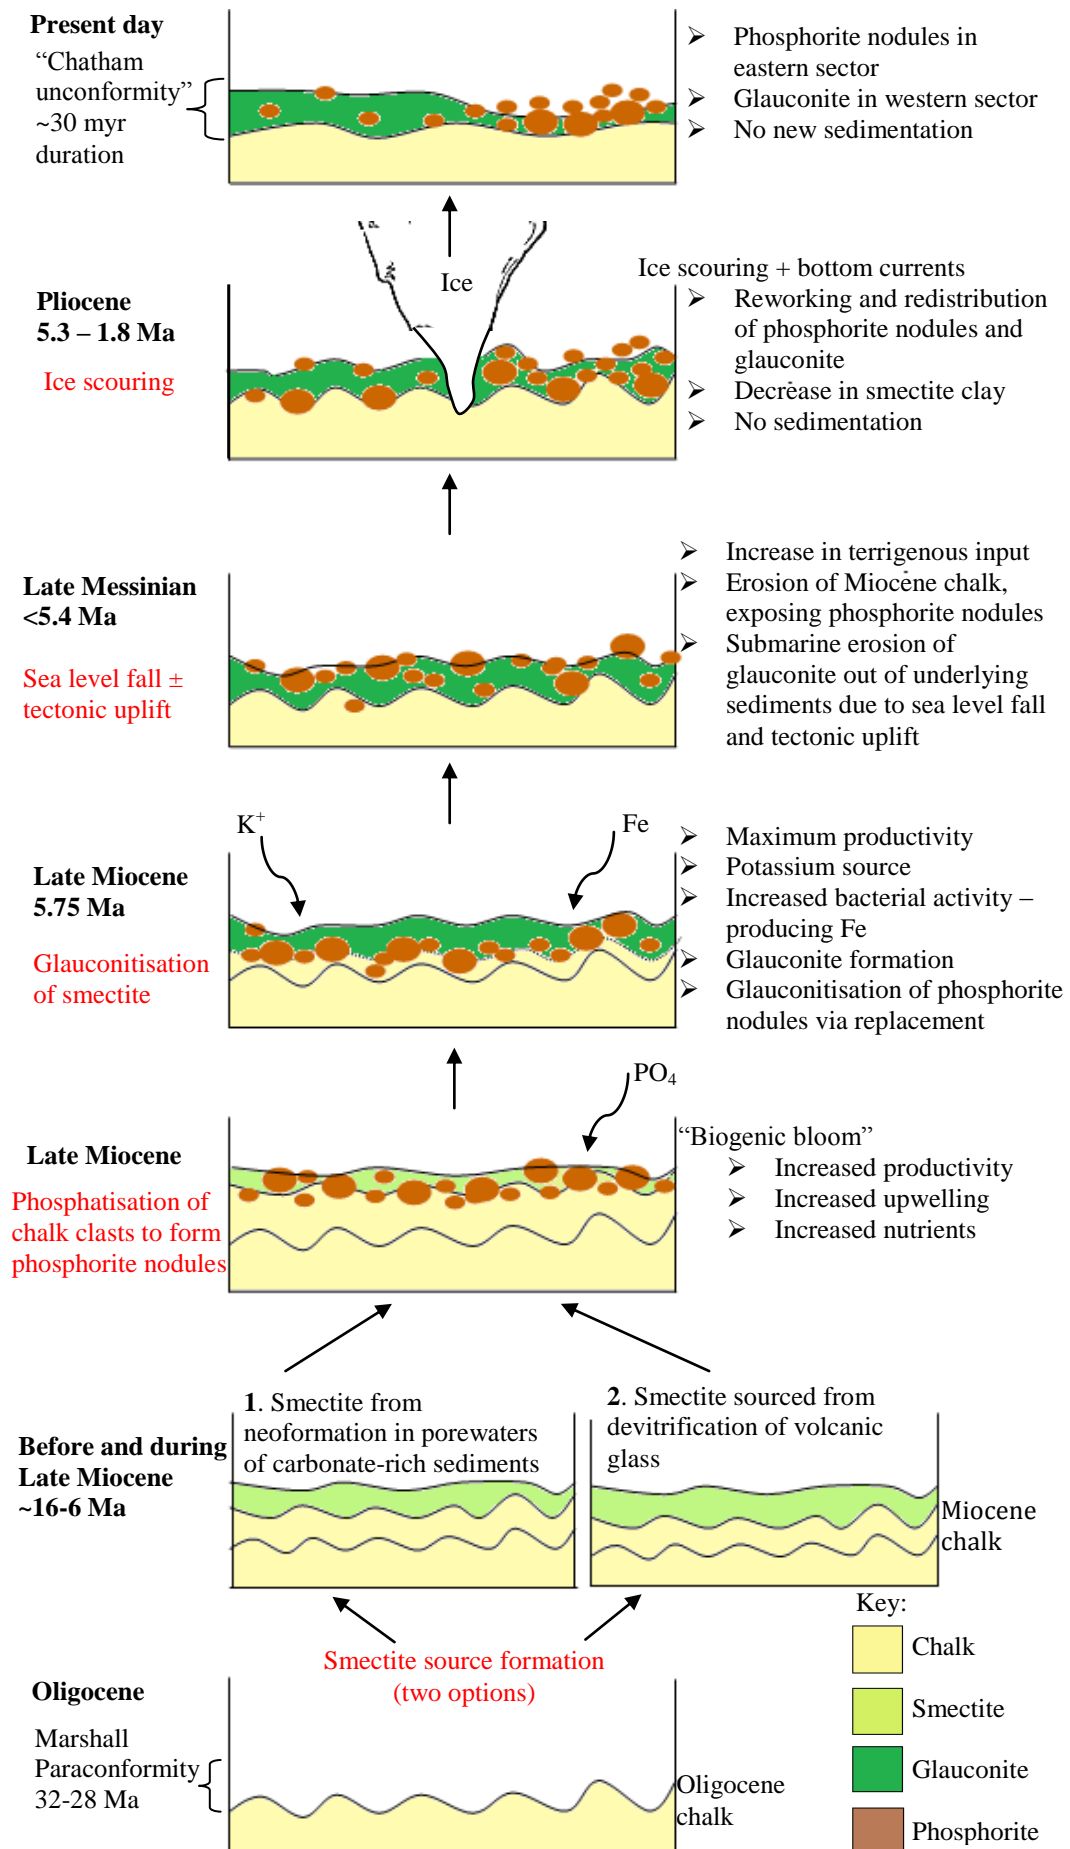 Present day
“Chatham
unconformity”
~30 myr
duration
➢ Phosphorite nodules in
eastern sector
➢ Glauconite in western sector
➢ No new sedimentation
Ice
Pliocene
5.3 – 1.8 Ma
Ice scouring
Ice scouring + bottom currents
➢ Reworking and redistribution
of phosphorite nodules and
glauconite
➢ Decrease in smectite clay
➢ No sedimentation
Late Messinian
<5.4 Ma
Sea level fall ±
tectonic uplift
➢ Increase in terrigenous input
➢ Erosion of Miocene chalk,
exposing phosphorite nodules
➢ Submarine erosion of
glauconite out of underlying
sediments due to sea level fall
and tectonic uplift
K⁺
Fe
Late Miocene
5.75 Ma
Glauconitisation
of smectite
➢ Maximum productivity
➢ Potassium source
➢ Increased bacterial activity –
producing Fe
➢ Glauconite formation
➢ Glauconitisation of phosphorite
nodules via replacement
PO₄
Late Miocene
Phosphatisation of
chalk clasts to form
phosphorite nodules
“Biogenic bloom”
➢ Increased productivity
➢ Increased upwelling
➢ Increased nutrients
Before and during
Late Miocene
~16-6 Ma
1. Smectite from
neoformation in porewaters
of carbonate-rich sediments
2. Smectite sourced from
devitrification of volcanic
glass
Miocene
chalk
Smectite source formation
(two options)
Oligocene
Marshall
Paraconformity
32-28 Ma
Oligocene
chalk
Key:
Chalk
Smectite
Glauconite
Phosphorite